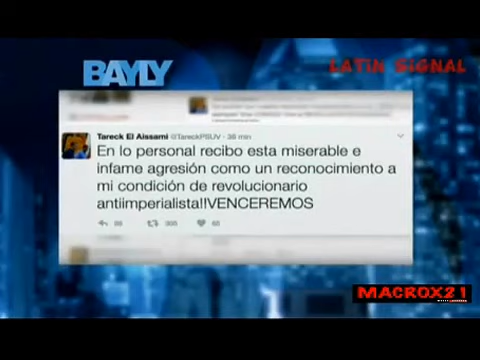 BAYLY
LATIN SIGNAL
Tareck El Aissami @TareckPSUV · 38 min
En lo personal recibo esta miserable e
infame agresión como un reconocimiento a
mi condición de revolucionario
antiimperialista!!VENCEREMOS
MACROX21